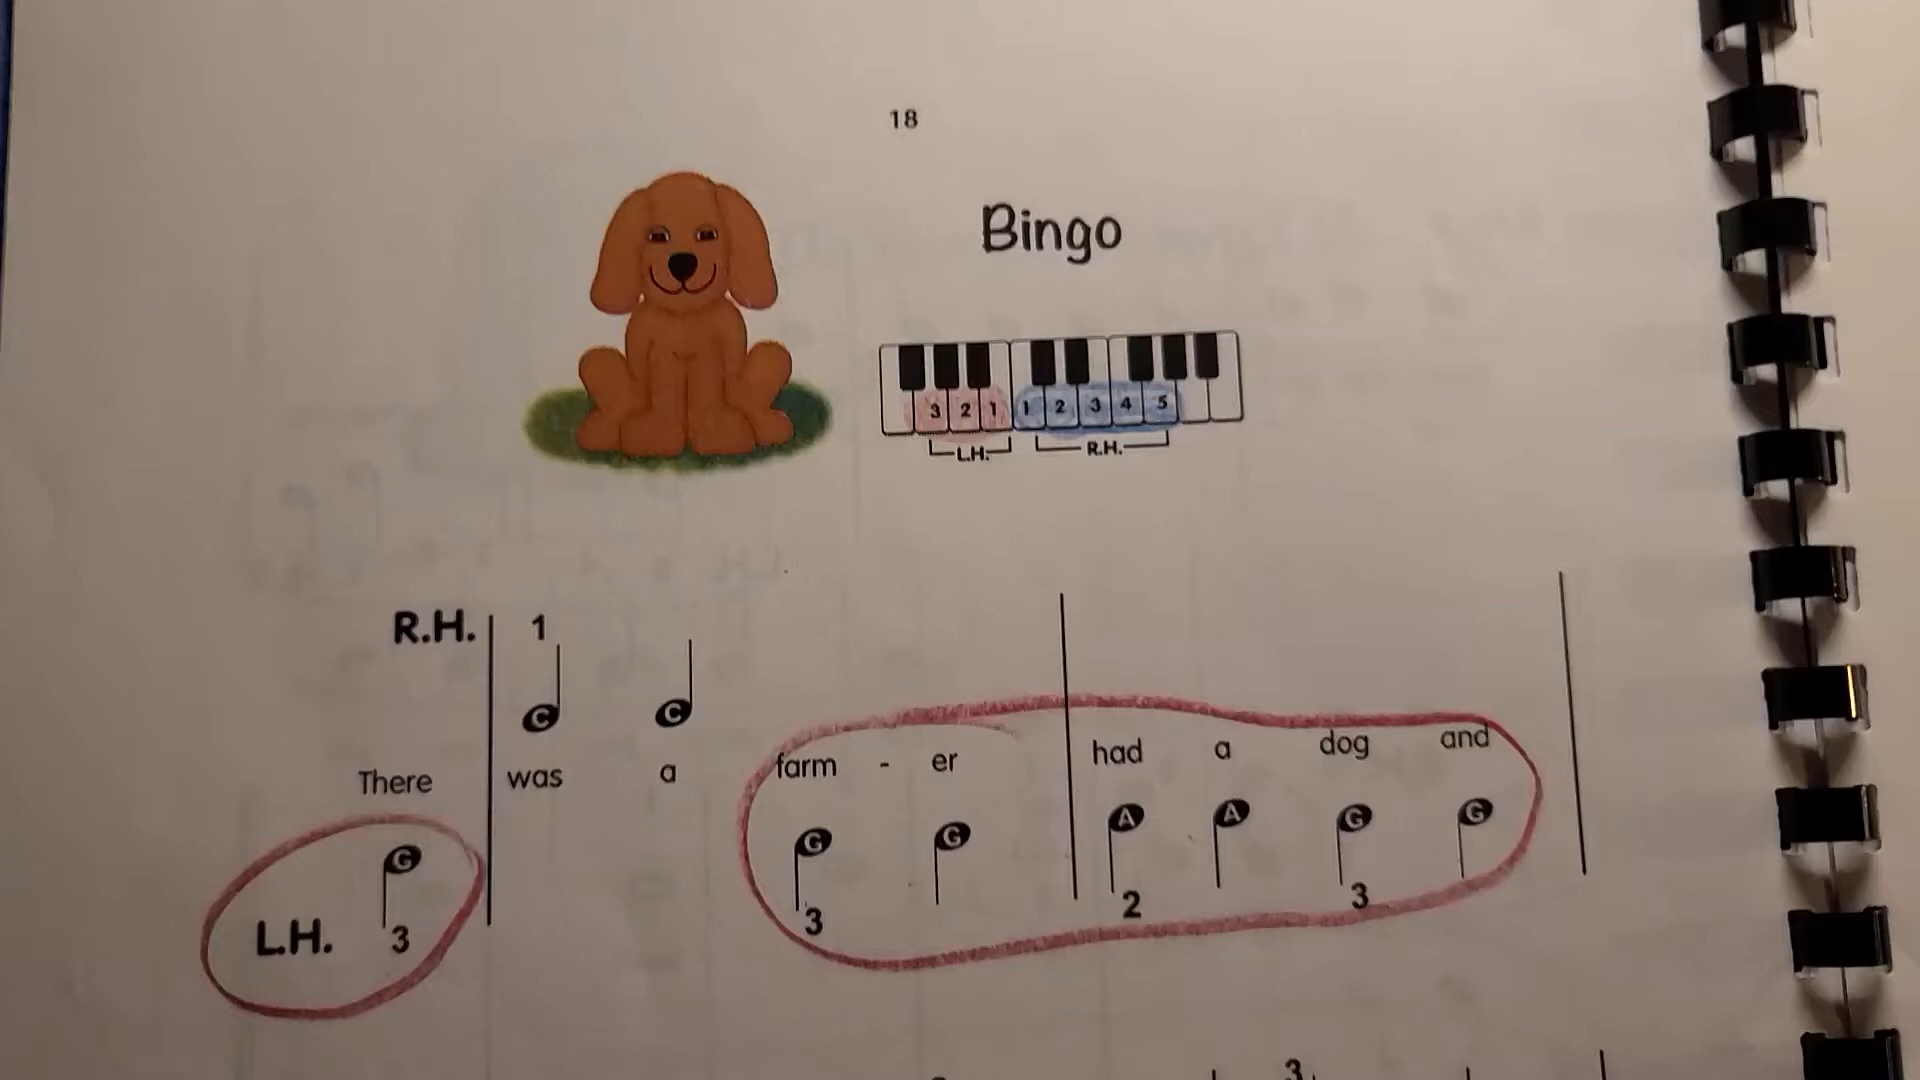 18
Bingo
3 2 1 1 2 3 4 5
L.H. R.H.
R.H. 1
C C
farm - er had a dog and
There was a
G G G A A G G
L.H. 3 3 2 3
3